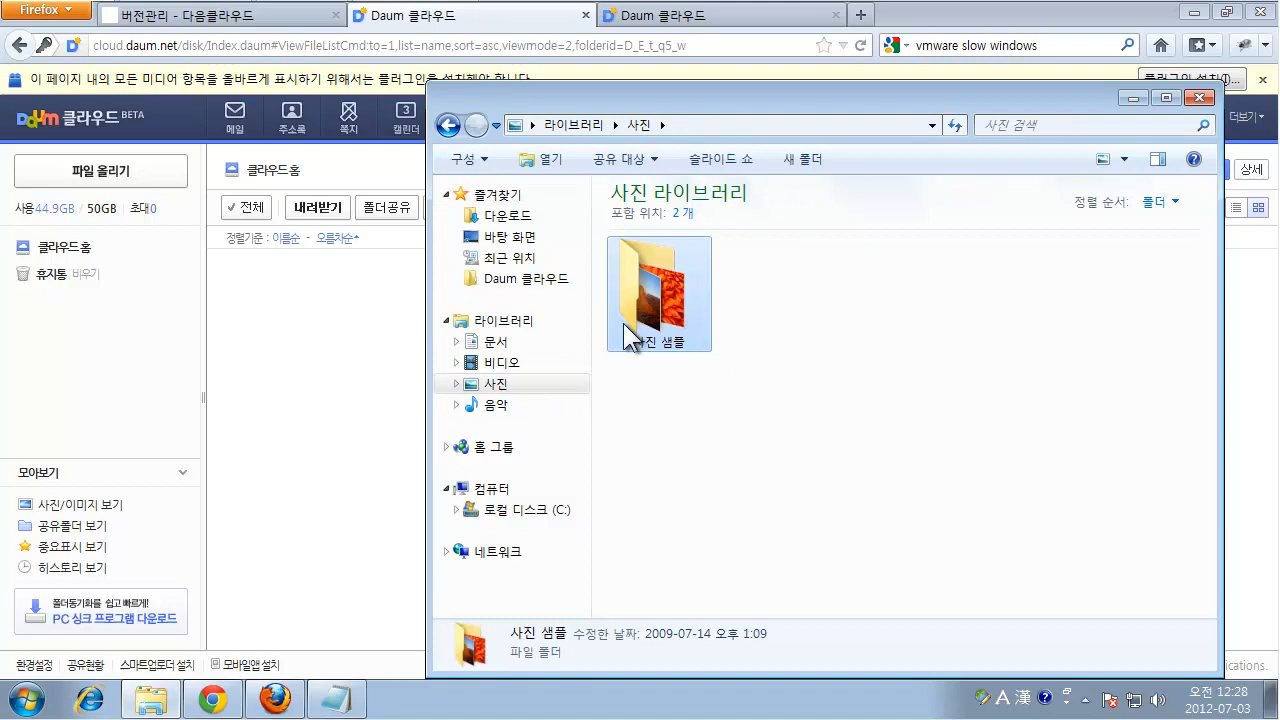 Firefox
버전관리 - 다음클라우드
Daum 클라우드
Daum 클라우드
cloud.daum.net/
sk/Index.daum#ViewFileListCmd:to=1,list=name,sort=asc,viewmode=2,folderid=D_E_t_q5_w
vmware slow windows
이 페이지 내의 모든 미디어 항목을 올바르게 표시하기 위해서는 플러그인을 설치해야 합니다.
플러그인 설치(I)...
Daum 클라우드 BETA
메일
주소록
쪽지
3
캘린더
더보기
파일 올리기
사용44.9GB / 50GB
초대0
클라우드홈
휴지통 비우기
클라우드홈
상세
전체
내려받기
폴더공유
정렬기준 : 이름순 - 오름차순
라이브러리
사진
사진 검색
구성
열기
공유 대상
슬라이드 쇼
새 폴더
즐겨찾기
다운로드
바탕 화면
최근 위치
Daum 클라우드
라이브러리
문서
비디오
사진
음악
홈 그룹
컴퓨터
로컬 디스크 (C:)
네트워크
사진 라이브러리
포함 위치: 2 개
정렬 순서: 폴더
사진 샘플
사진 샘플 수정한 날짜: 2009-07-14 오후 1:09
파일 폴더
모아보기
사진/이미지 보기
공유폴더 보기
중요표시 보기
히스토리 보기
폴더동기화를 쉽고 빠르게!
PC 싱크 프로그램 다운로드
환경설정
공유현황
스마트업로더 설치
모바일앱 설치
ications.
A 漢
오전 12:28
2012-07-03